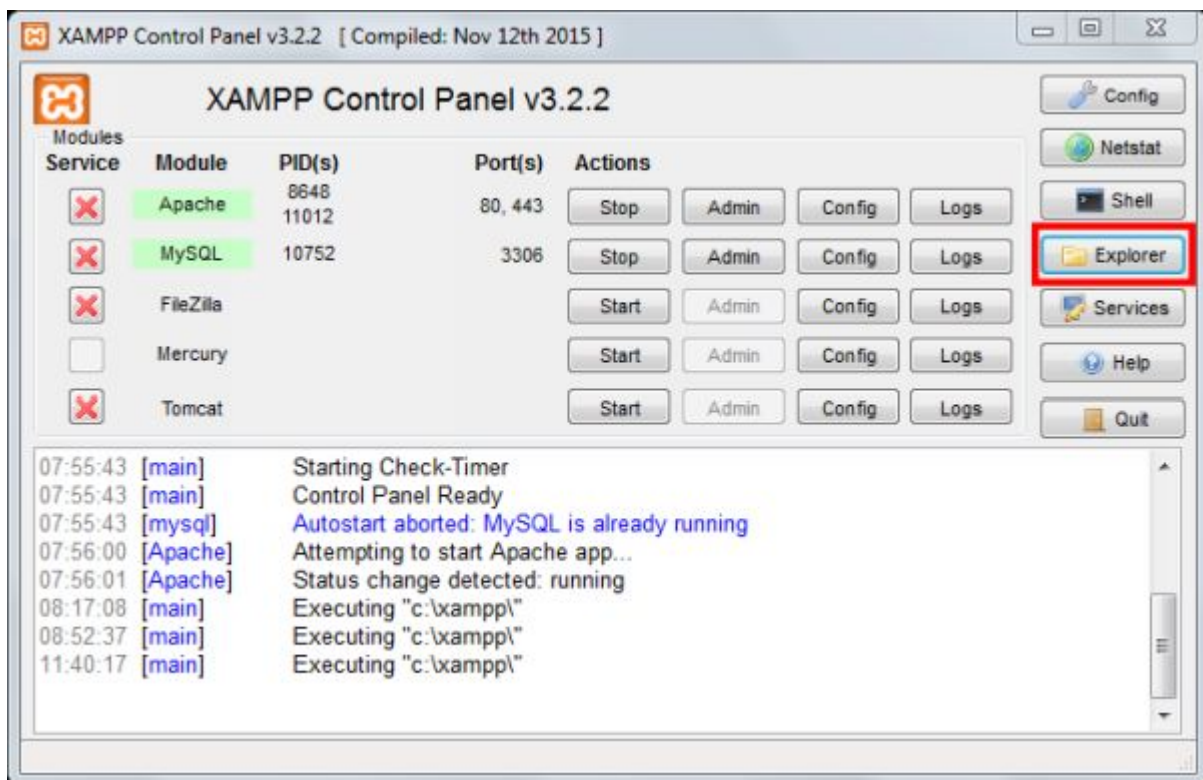 XAMPP Control Panel v3.2.2 [ Compiled: Nov 12th 2015 ]
XAMPP Control Panel v3.2.2
Config
Modules
Service Module PID(s) Port(s) Actions
Netstat
Apache 8648 11012 80, 443 Stop Admin Config Logs
Shell
MySQL 10752 3306 Stop Admin Config Logs
Explorer
FileZilla Start Admin Config Logs
Services
Mercury Start Admin Config Logs
Help
Tomcat Start Admin Config Logs
Quit
07:55:43 [main] Starting Check-Timer
07:55:43 [main] Control Panel Ready
07:55:43 [mysql] Autostart aborted: MySQL is already running
07:56:00 [Apache] Attempting to start Apache app...
07:56:01 [Apache] Status change detected: running
08:17:08 [main] Executing "c:\xampp\"
08:52:37 [main] Executing "c:\xampp\"
11:40:17 [main] Executing "c:\xampp\"